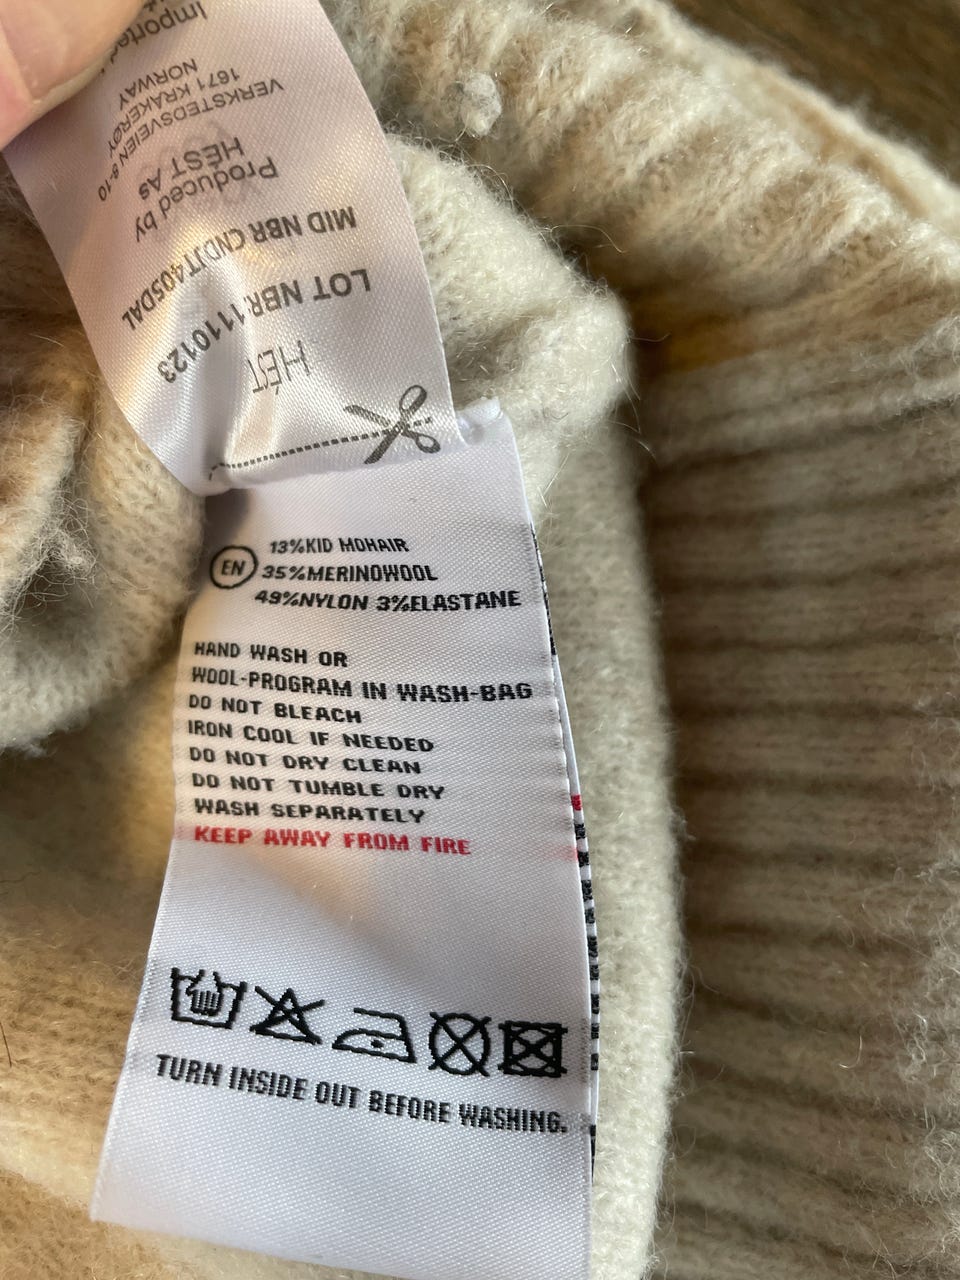 HÉST
LOT NBR 1110123
MID NBR CNDJT405DAL
Produced by
HÉST AS
VERKSTEDSVEIEN 8-10
1671 KRÅKERØY
NORWAY
Imported
EN
13%KID MOHAIR
35%MERINOWOOL
49%NYLON 3%ELASTANE
HAND WASH OR
WOOL-PROGRAM IN WASH-BAG
DO NOT BLEACH
IRON COOL IF NEEDED
DO NOT DRY CLEAN
DO NOT TUMBLE DRY
WASH SEPARATELY
KEEP AWAY FROM FIRE
TURN INSIDE OUT BEFORE WASHING.